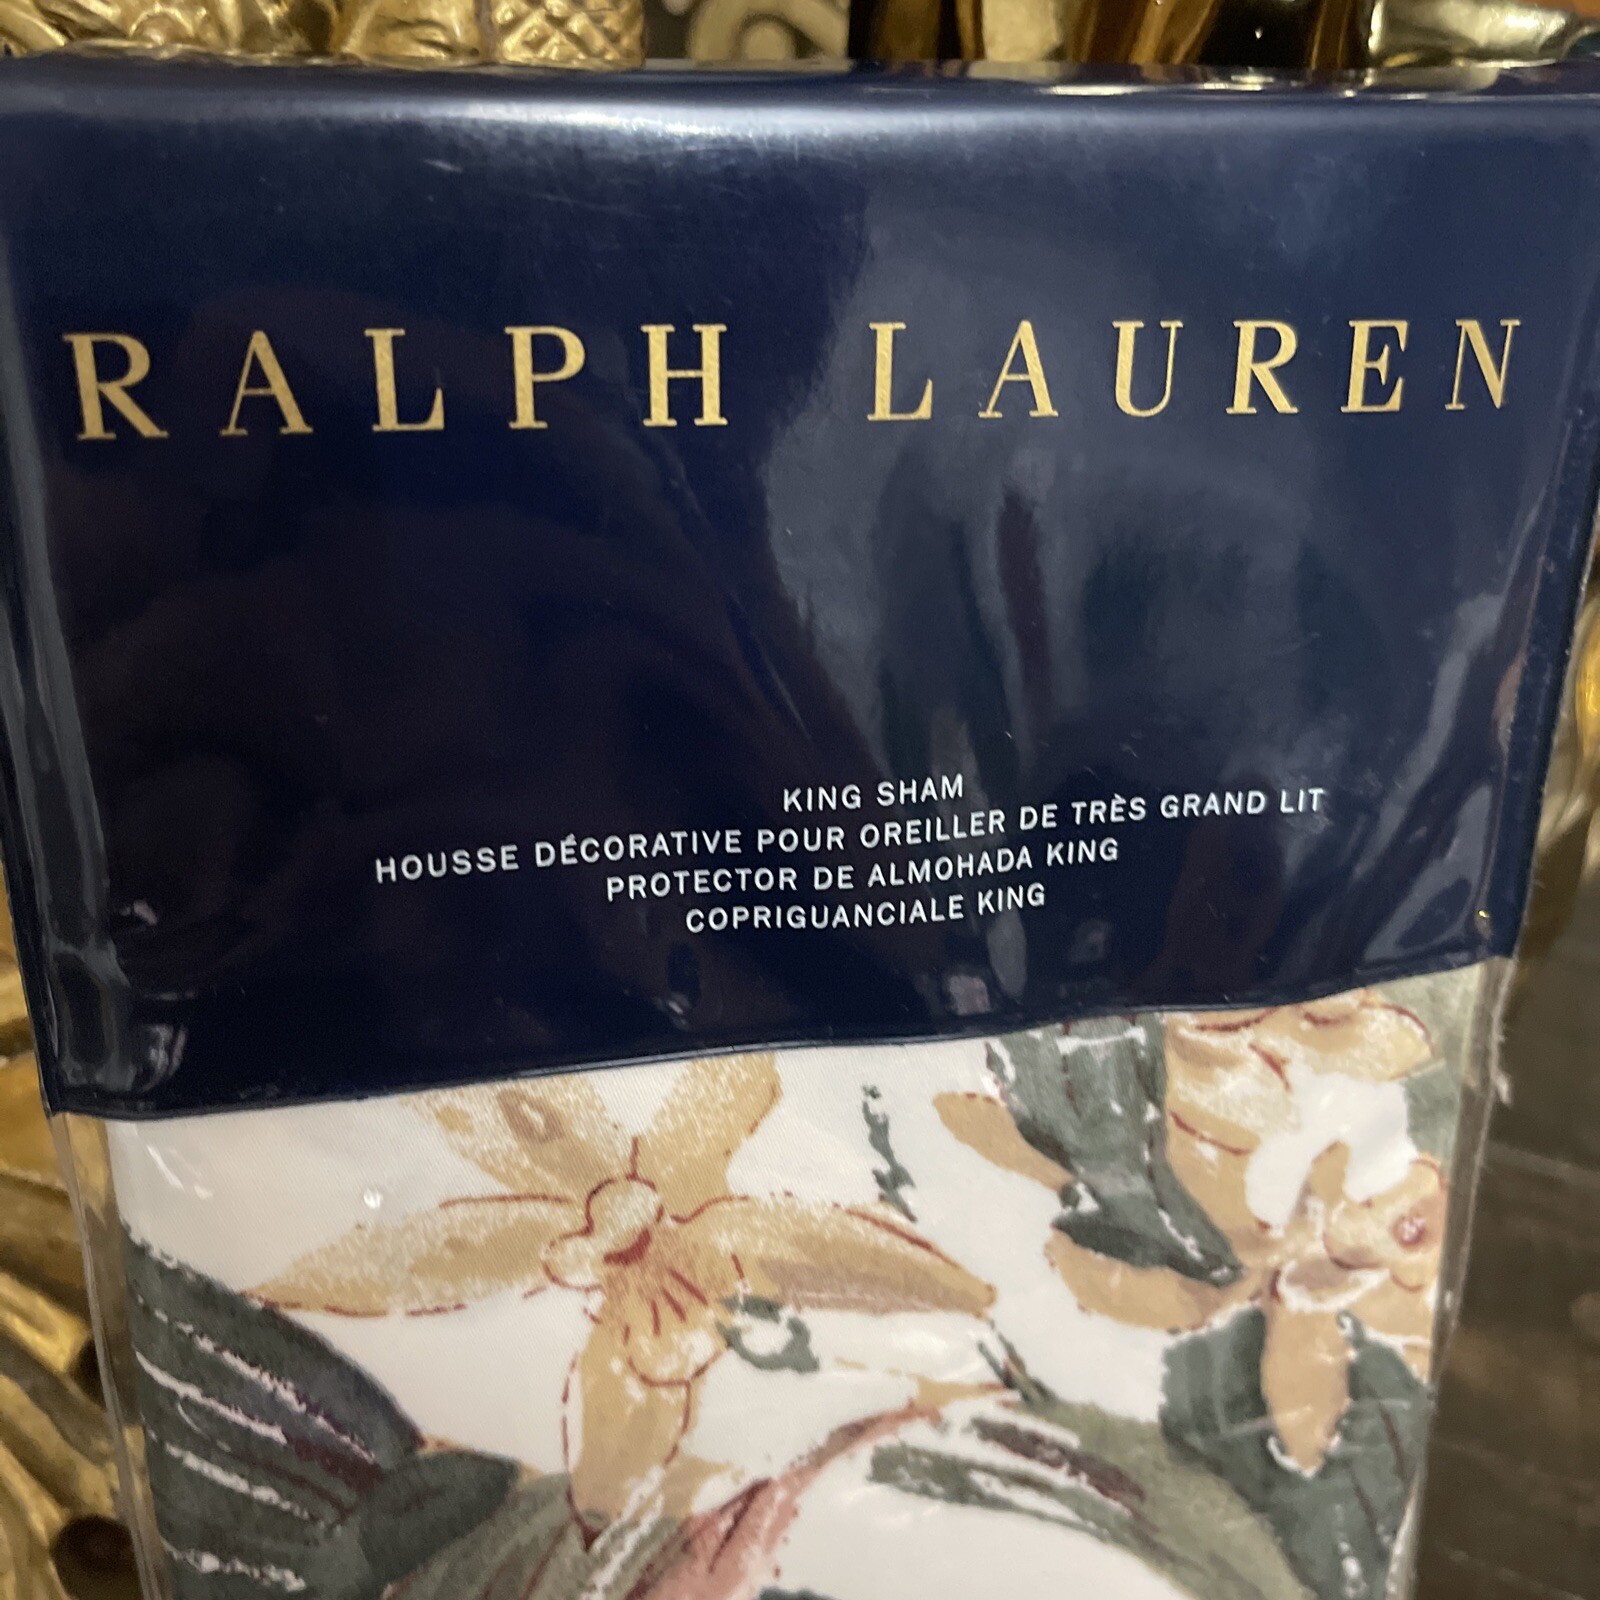 RALPH LAUREN
KING SHAM
HOUSSE DÉCORATIVE POUR OREILLER DE TRÈS GRAND LIT
PROTECTOR DE ALMOHADA KING
COPRIGUANCIALE KING